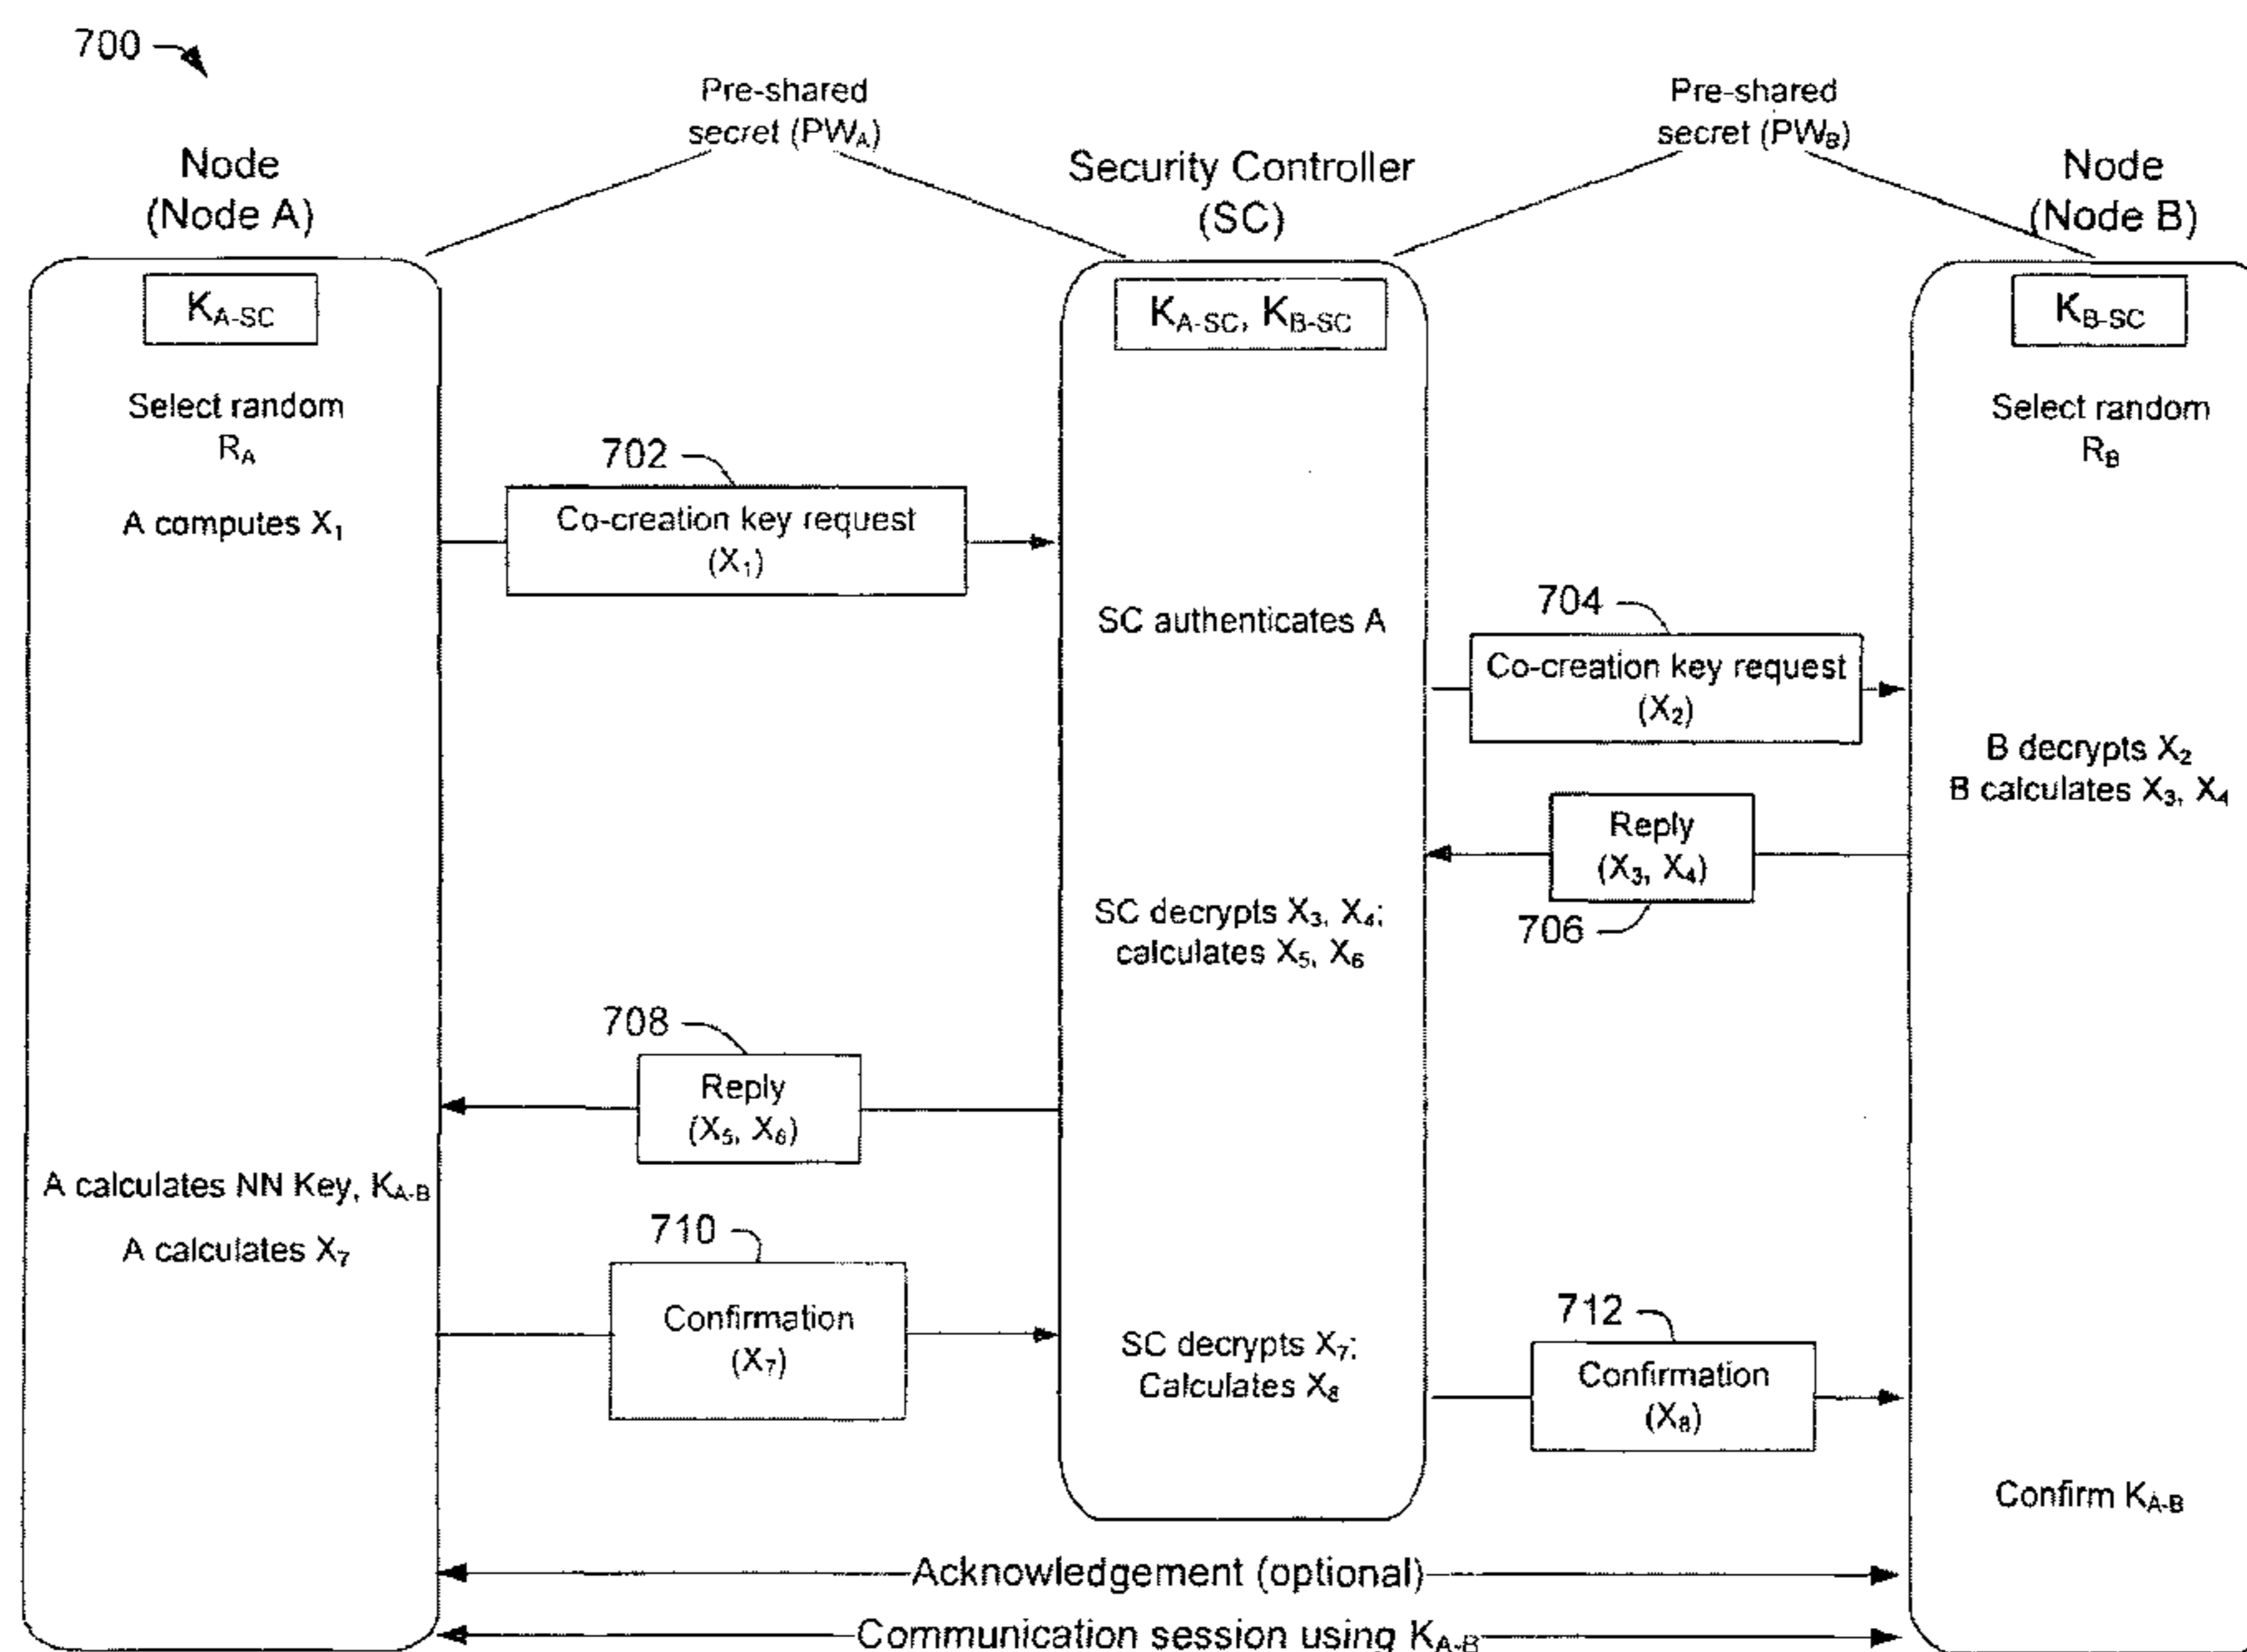 700
Pre-shared
secret (PWA)
Pre-shared
secret (PWB)
Node
(Node A)
Security Controller
(SC)
Node
(Node B)
KA-SC
KA-SC, KB-SC
KB-SC
Select random
RA
Select random
RB
702
A computes X1
Co-creation key request
(X1)
704
SC authenticates A
Co-creation key request
(X2)
B decrypts X2
B calculates X3, X4
Reply
(X3, X4)
706
SC decrypts X3, X4;
calculates X5, X6
708
Reply
(X5, X6)
A calculates NN Key, KA-B
A calculates X7
710
Confirmation
(X7)
712
SC decrypts X7;
Calculates X8
Confirmation
(X8)
Confirm KA-B
Acknowledgement (optional)
Communication session using KA-B